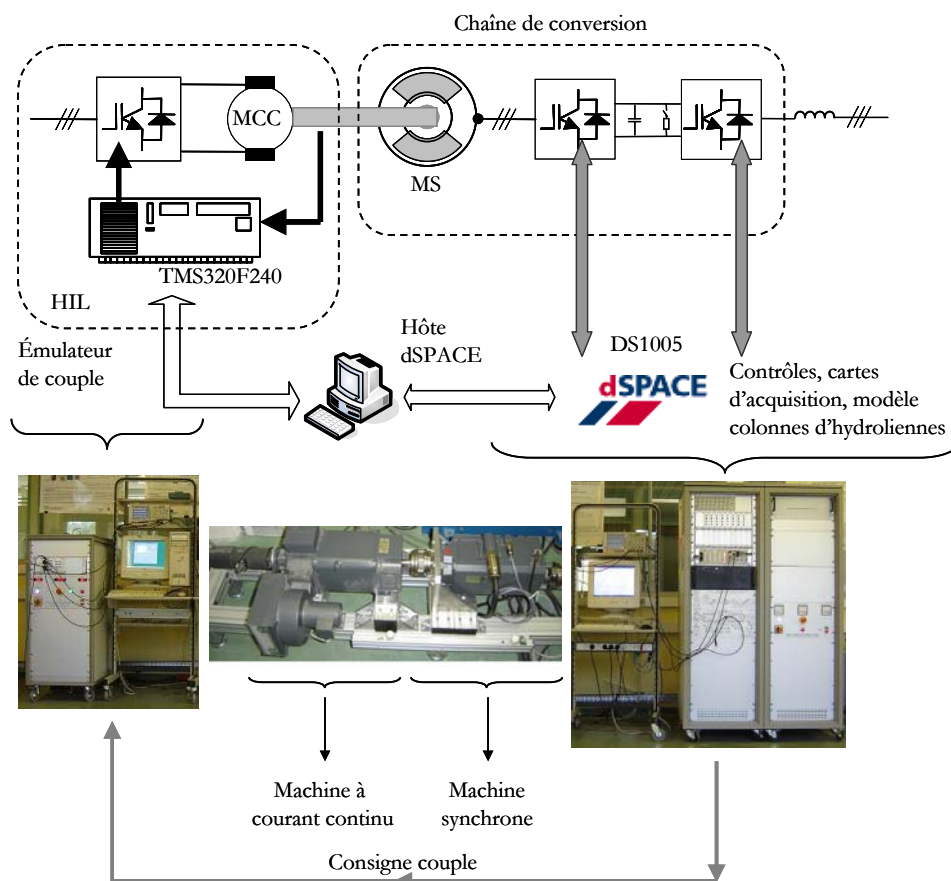 Chaîne de conversion
MCC
MS
TMS320F240
HIL
Émulateur
de couple
Hôte
dSPACE
DS1005
dSPACE
Contrôles, cartes
d'acquisition, modèle
colonnes d'hydroliennes
Machine à
courant continu
Machine
synchrone
Consigne couple